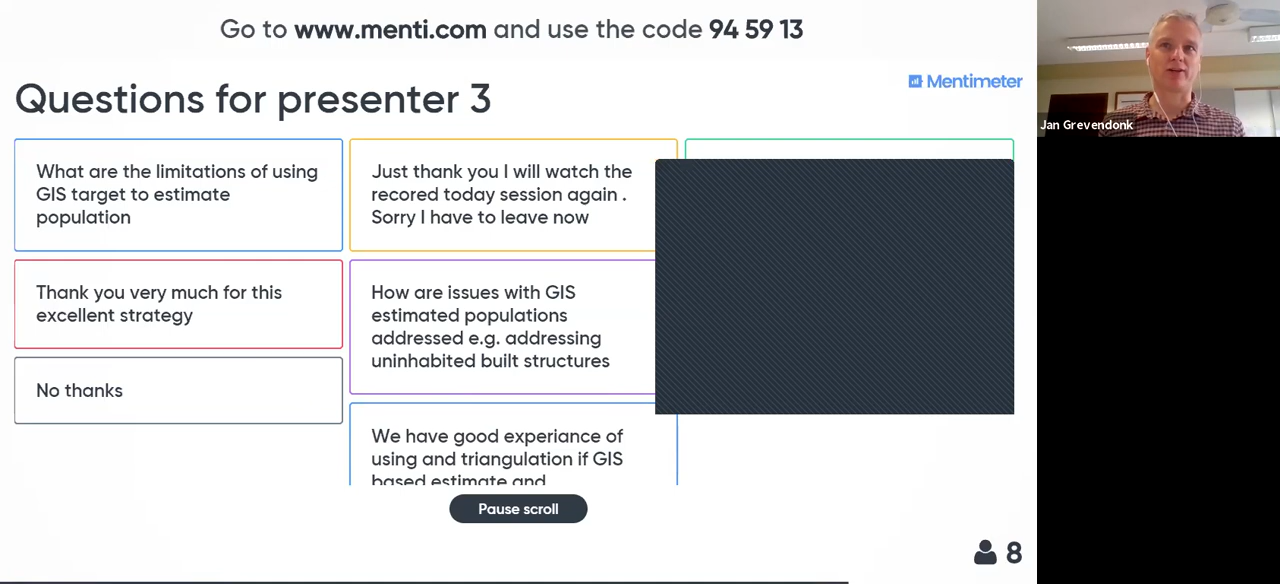 Go to www.menti.com and use the code 94 59 13
Mentimeter
Questions for presenter 3
What are the limitations of using
GIS target to estimate
population
Thank you very much for this
excellent strategy
No thanks
Just thank you I will watch the
recored today session again .
Sorry I have to leave now
How are issues with GIS
estimated populations
addressed e.g. addressing
uninhabited built structures
We have good experiance of
using and triangulation if GIS
based estimate and
Pause scroll
8
Jan Grevendonk